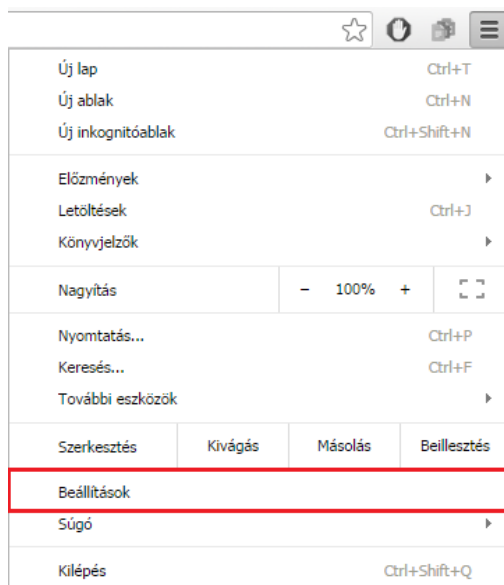 Új lap Ctrl+T
Új ablak Ctrl+N
Új inkognitóablak Ctrl+Shift+N
Előzmények
Letöltések Ctrl+J
Könyvjelzők
Nagyítás - 100% +
Nyomtatás... Ctrl+P
Keresés... Ctrl+F
További eszközök
Szerkesztés Kivágás Másolás Beillesztés
Beállítások
Súgó
Kilépés Ctrl+Shift+Q